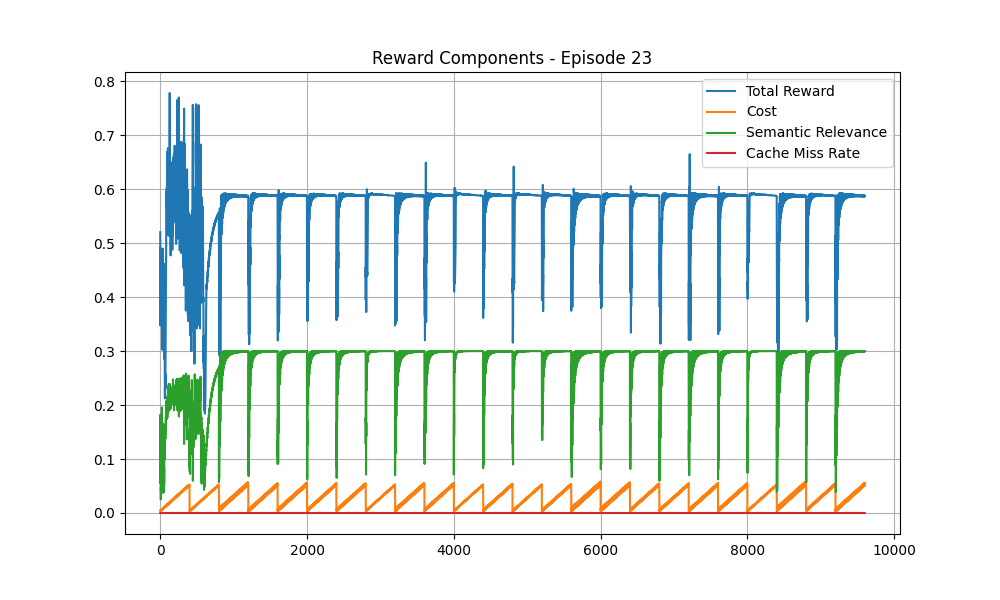 Reward Components - Episode 23
0.8
0.7
0.6
0.5
0.4
0.3
0.2
0.1
0.0
Total Reward
Cost
Semantic Relevance
Cache Miss Rate
0 2000 4000 6000 8000 10000